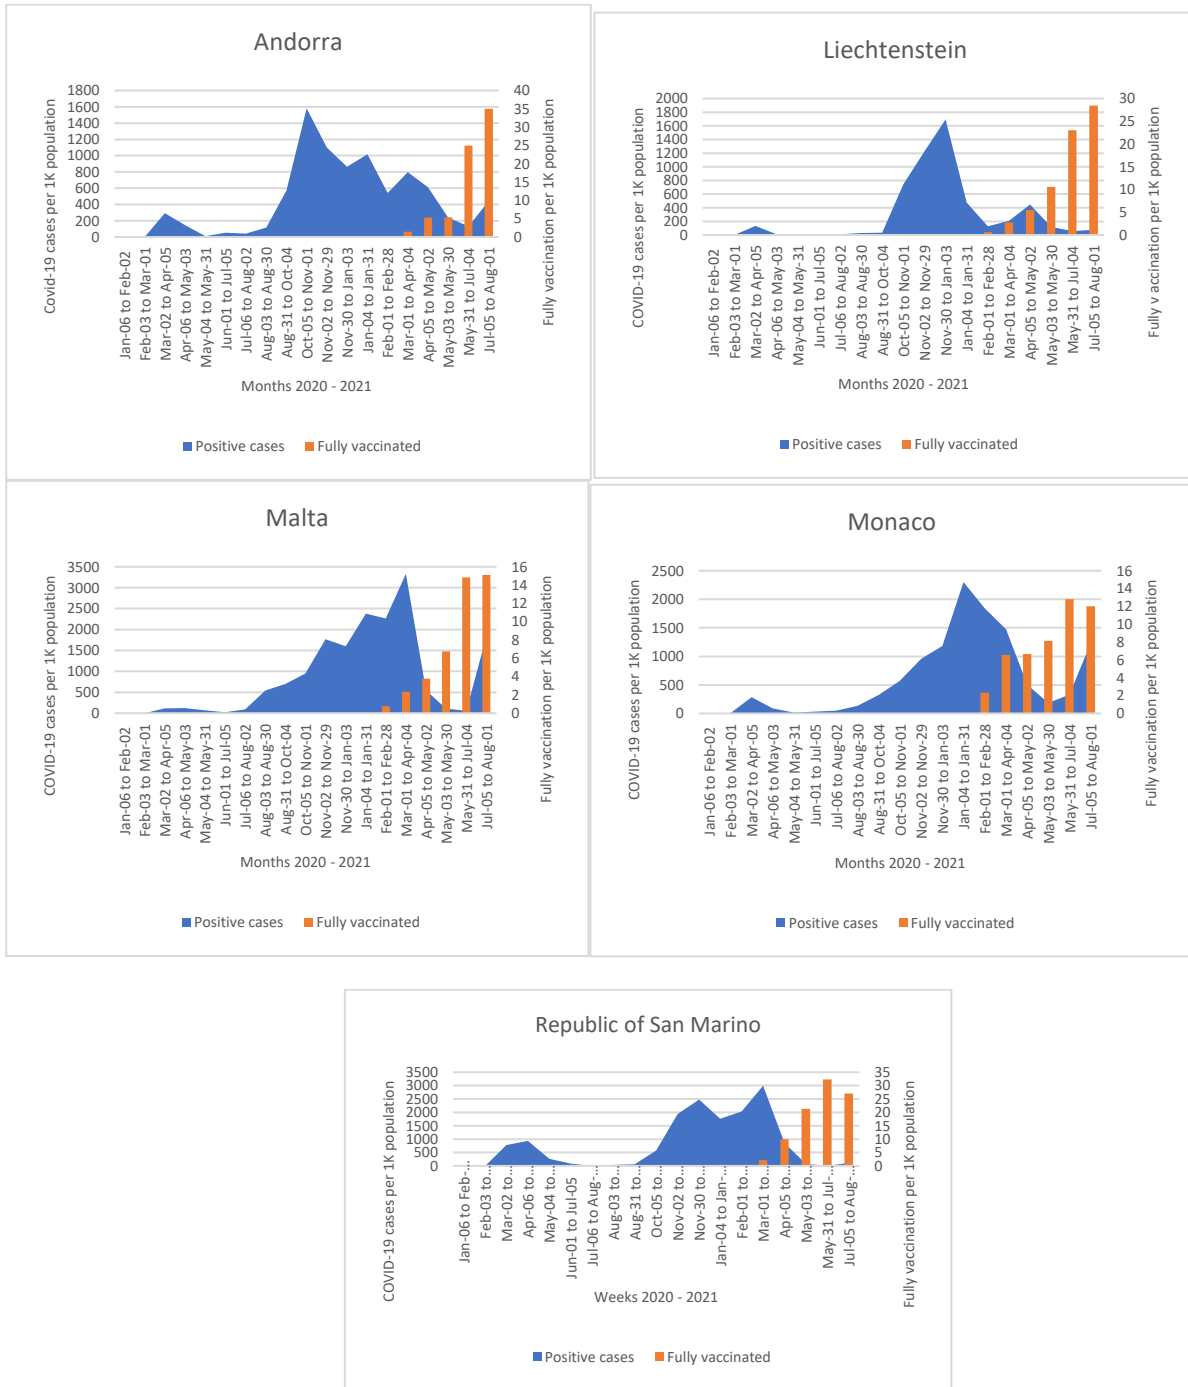 Andorra
Covid-19 cases per 1K population
1800
1600
1400
1200
1000
800
600
400
200
0
40
35
30
25
20
15
10
5
0
Fully vaccination per 1K population
Jan-06 to Feb-02
Feb-03 to Mar-01
Mar-02 to Apr-05
Apr-06 to May-03
May-04 to May-31
Jun-01 to Jul-05
Jul-06 to Aug-02
Aug-03 to Aug-30
Aug-31 to Oct-04
Oct-05 to Nov-01
Nov-02 to Nov-29
Nov-30 to Jan-03
Jan-04 to Jan-31
Feb-01 to Feb-28
Mar-01 to Apr-04
Apr-05 to May-02
May-03 to May-30
May-31 to Jul-04
Jul-05 to Aug-01
Months 2020 - 2021
Positive cases Fully vaccinated
Liechtenstein
COVID-19 cases per 1K population
2000
1800
1600
1400
1200
1000
800
600
400
200
0
30
25
20
15
10
5
0
Fully v accination per 1K population
Jan-06 to Feb-02
Feb-03 to Mar-01
Mar-02 to Apr-05
Apr-06 to May-03
May-04 to May-31
Jun-01 to Jul-05
Jul-06 to Aug-02
Aug-03 to Aug-30
Aug-31 to Oct-04
Oct-05 to Nov-01
Nov-02 to Nov-29
Nov-30 to Jan-03
Jan-04 to Jan-31
Feb-01 to Feb-28
Mar-01 to Apr-04
Apr-05 to May-02
May-03 to May-30
May-31 to Jul-04
Jul-05 to Aug-01
Months 2020 - 2021
Positive cases Fully vaccinated
Malta
COVID-19 cases per 1K population
3500
3000
2500
2000
1500
1000
500
0
16
14
12
10
8
6
4
2
0
Fully vaccination per 1K population
Jan-06 to Feb-02
Feb-03 to Mar-01
Mar-02 to Apr-05
Apr-06 to May-03
May-04 to May-31
Jun-01 to Jul-05
Jul-06 to Aug-02
Aug-03 to Aug-30
Aug-31 to Oct-04
Oct-05 to Nov-01
Nov-02 to Nov-29
Nov-30 to Jan-03
Jan-04 to Jan-31
Feb-01 to Feb-28
Mar-01 to Apr-04
Apr-05 to May-02
May-03 to May-30
May-31 to Jul-04
Jul-05 to Aug-01
Months 2020 - 2021
Positive cases Fully vaccinated
Monaco
COVID-19 cases per 1K population
2500
2000
1500
1000
500
0
16
14
12
10
8
6
4
2
0
Fully vaccination per 1K population
Jan-06 to Feb-02
Feb-03 to Mar-01
Mar-02 to Apr-05
Apr-06 to May-03
May-04 to May-31
Jun-01 to Jul-05
Jul-06 to Aug-02
Aug-03 to Aug-30
Aug-31 to Oct-04
Oct-05 to Nov-01
Nov-02 to Nov-29
Nov-30 to Jan-03
Jan-04 to Jan-31
Feb-01 to Feb-28
Mar-01 to Apr-04
Apr-05 to May-02
May-03 to May-30
May-31 to Jul-04
Jul-05 to Aug-01
Months 2020 - 2021
Positive cases Fully vaccinated
Republic of San Marino
COVID-19 cases per 1K population
3500
3000
2500
2000
1500
1000
500
0
35
30
25
20
15
10
5
0
Fully vaccination per 1K population
Jan-06 to Feb-…
Feb-03 to…
Mar-02 to…
Apr-06 to…
May-04 to…
Jun-01 to Jul-05
Jul-06 to Aug-…
Aug-03 to…
Aug-31 to…
Oct-05 to…
Nov-02 to…
Nov-30 to…
Jan-04 to Jan-…
Feb-01 to…
Mar-01 to…
Apr-05 to…
May-03 to…
May-31 to Jul-…
Jul-05 to Aug-…
Weeks 2020 - 2021
Positive cases Fully vaccinated